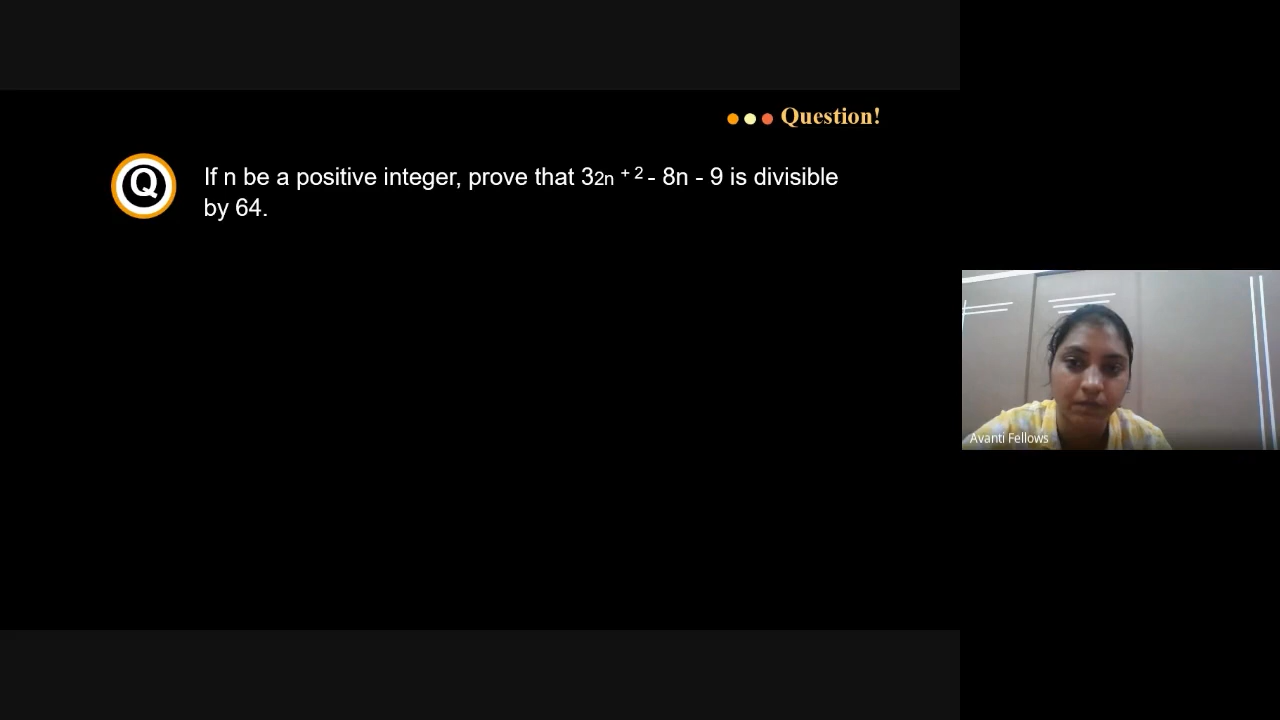 Question!
Q
If n be a positive integer, prove that 32n + 2 - 8n - 9 is divisible
by 64.
Avanti Fellows